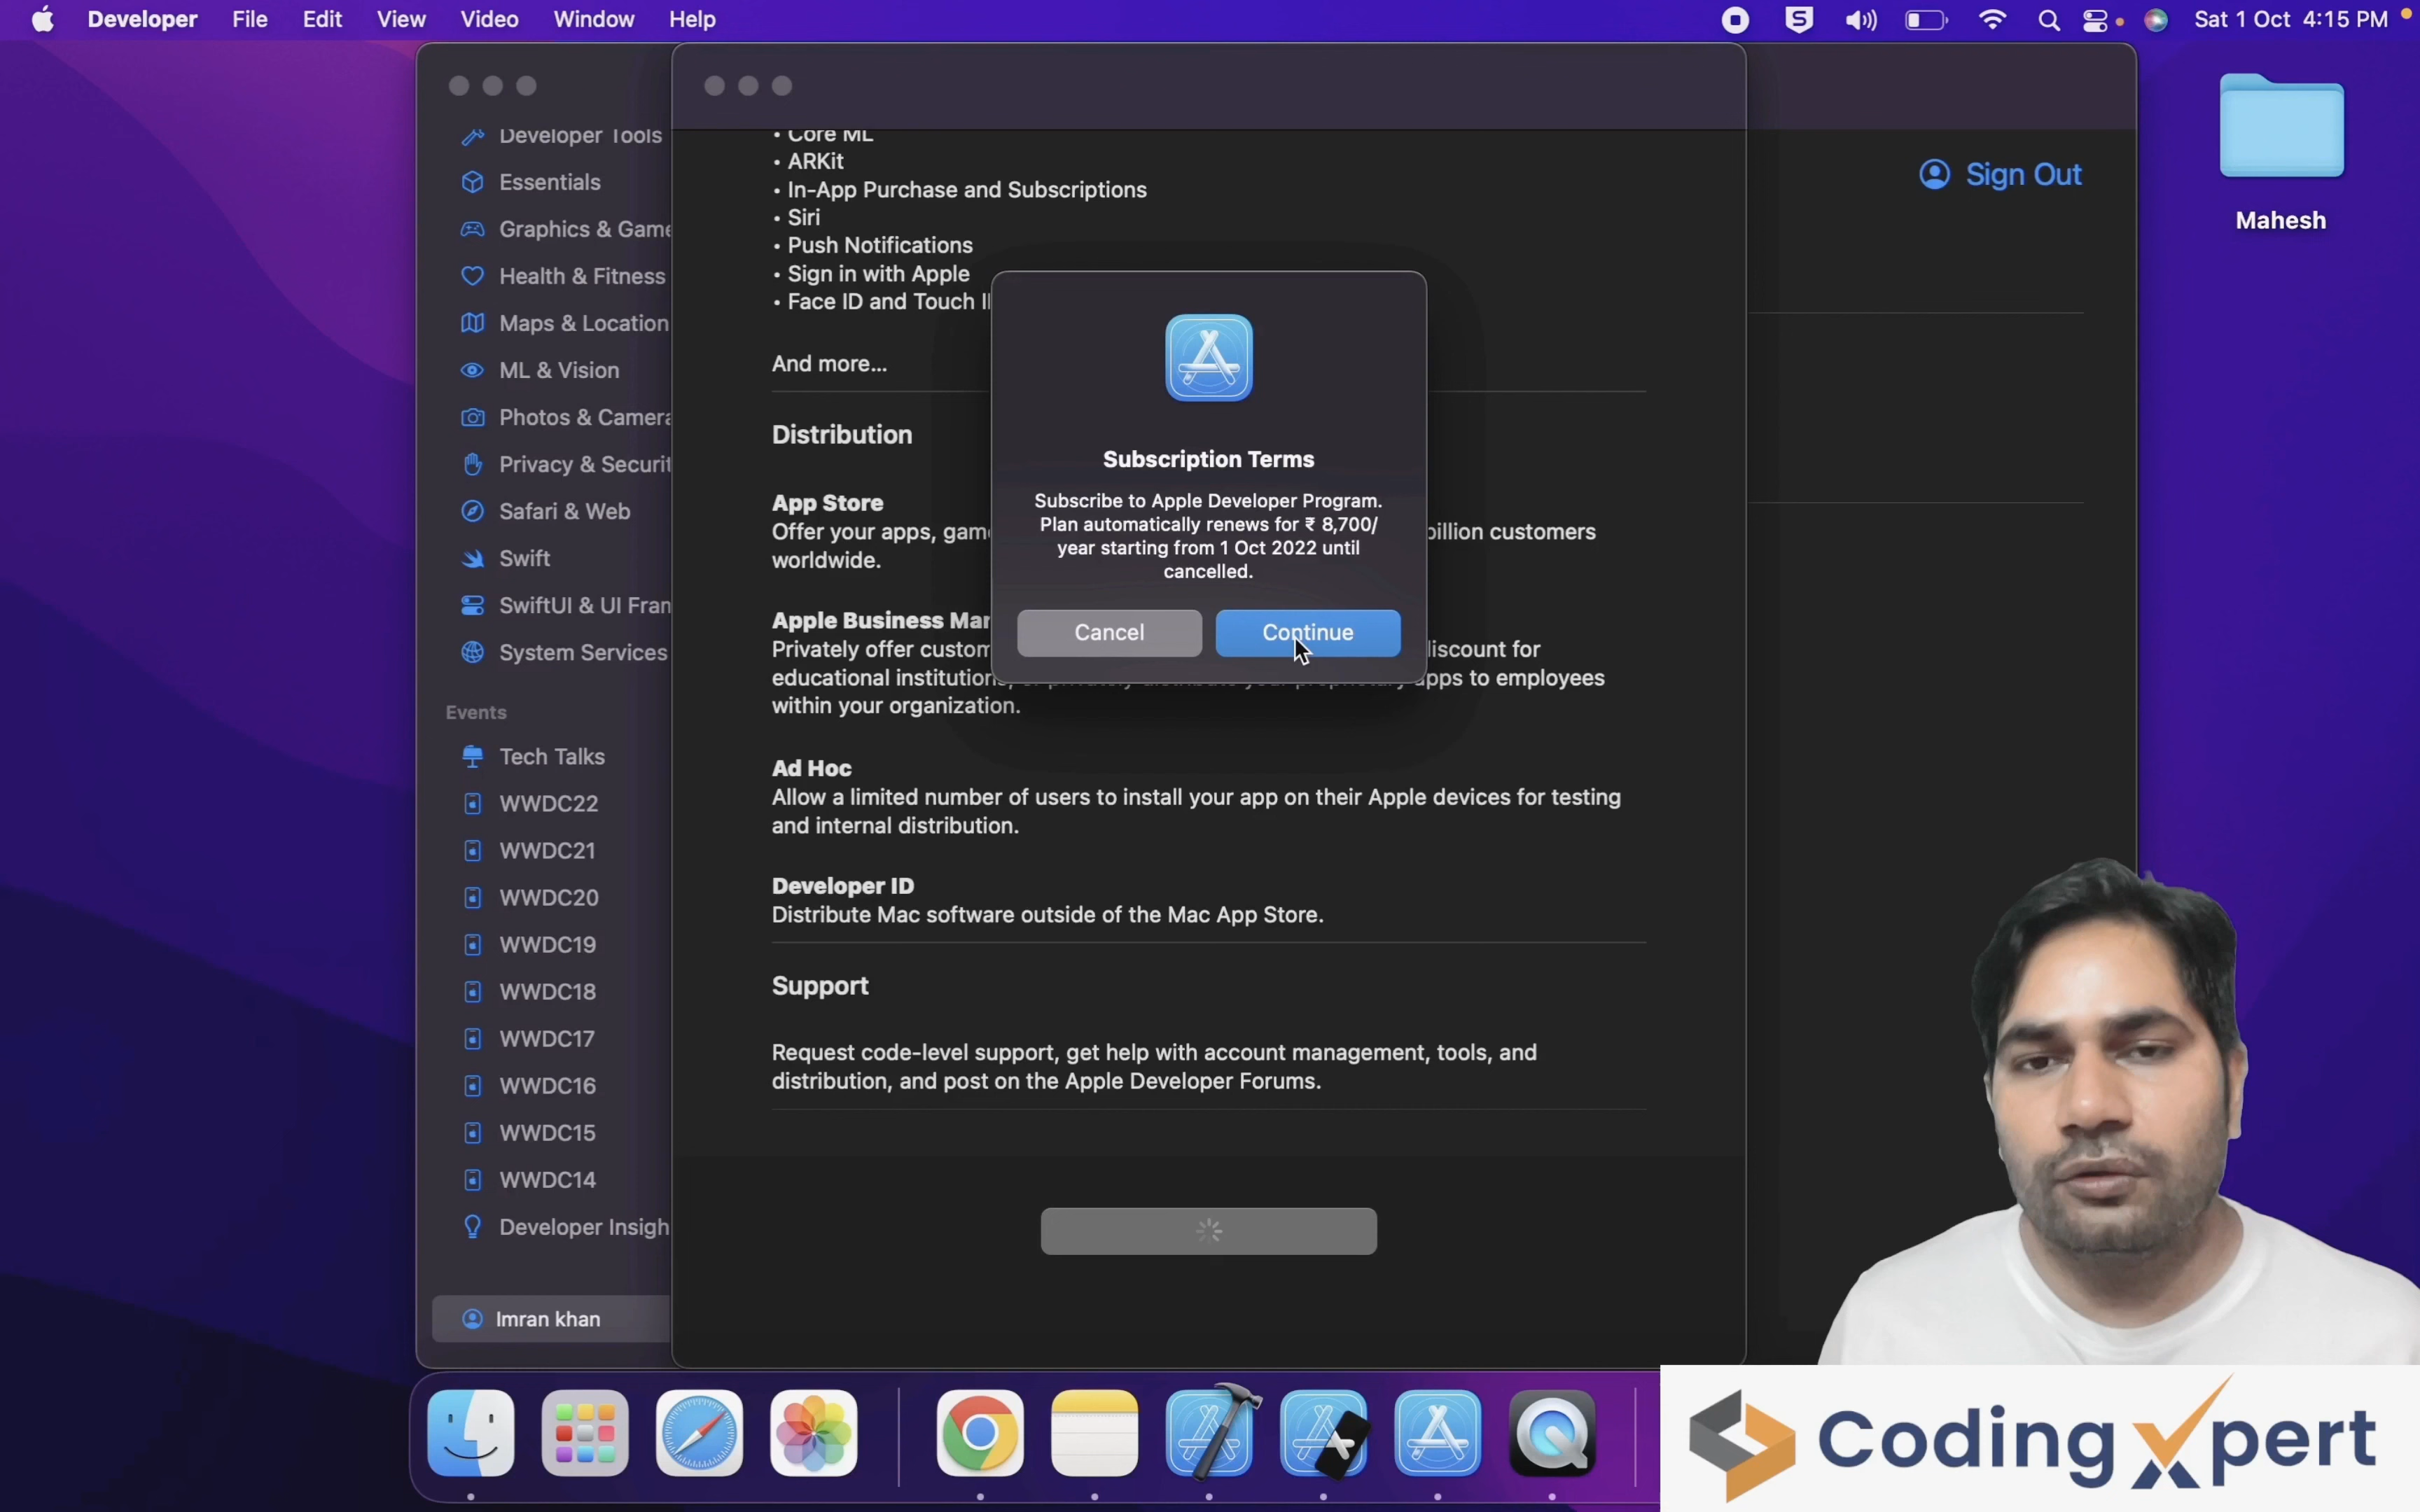 Developer File Edit View Video Window Help
Sat 1 Oct 4:15 PM
Developer Tools
Essentials
Graphics & Game
Health & Fitness
Maps & Location
ML & Vision
Photos & Camera
Privacy & Securit
Safari & Web
Swift
SwiftUI & UI Fran
System Services
Events
Tech Talks
WWDC22
WWDC21
WWDC20
WWDC19
WWDC18
WWDC17
WWDC16
WWDC15
WWDC14
Developer Insigh
Imran khan
• Core ML
• ARKit
• In-App Purchase and Subscriptions
• Siri
• Push Notifications
• Sign in with Apple
• Face ID and Touch I
And more...
Distribution
App Store
Offer your apps, gam billion customers
worldwide.
Apple Business Man
Privately offer custom discount for
educational institutions, or privately distribute your proprietary apps to employees
within your organization.
Ad Hoc
Allow a limited number of users to install your app on their Apple devices for testing
and internal distribution.
Developer ID
Distribute Mac software outside of the Mac App Store.
Support
Request code-level support, get help with account management, tools, and
distribution, and post on the Apple Developer Forums.
Subscription Terms
Subscribe to Apple Developer Program.
Plan automatically renews for ₹ 8,700/
year starting from 1 Oct 2022 until
cancelled.
Cancel Continue
Sign Out
Mahesh
Coding Xpert